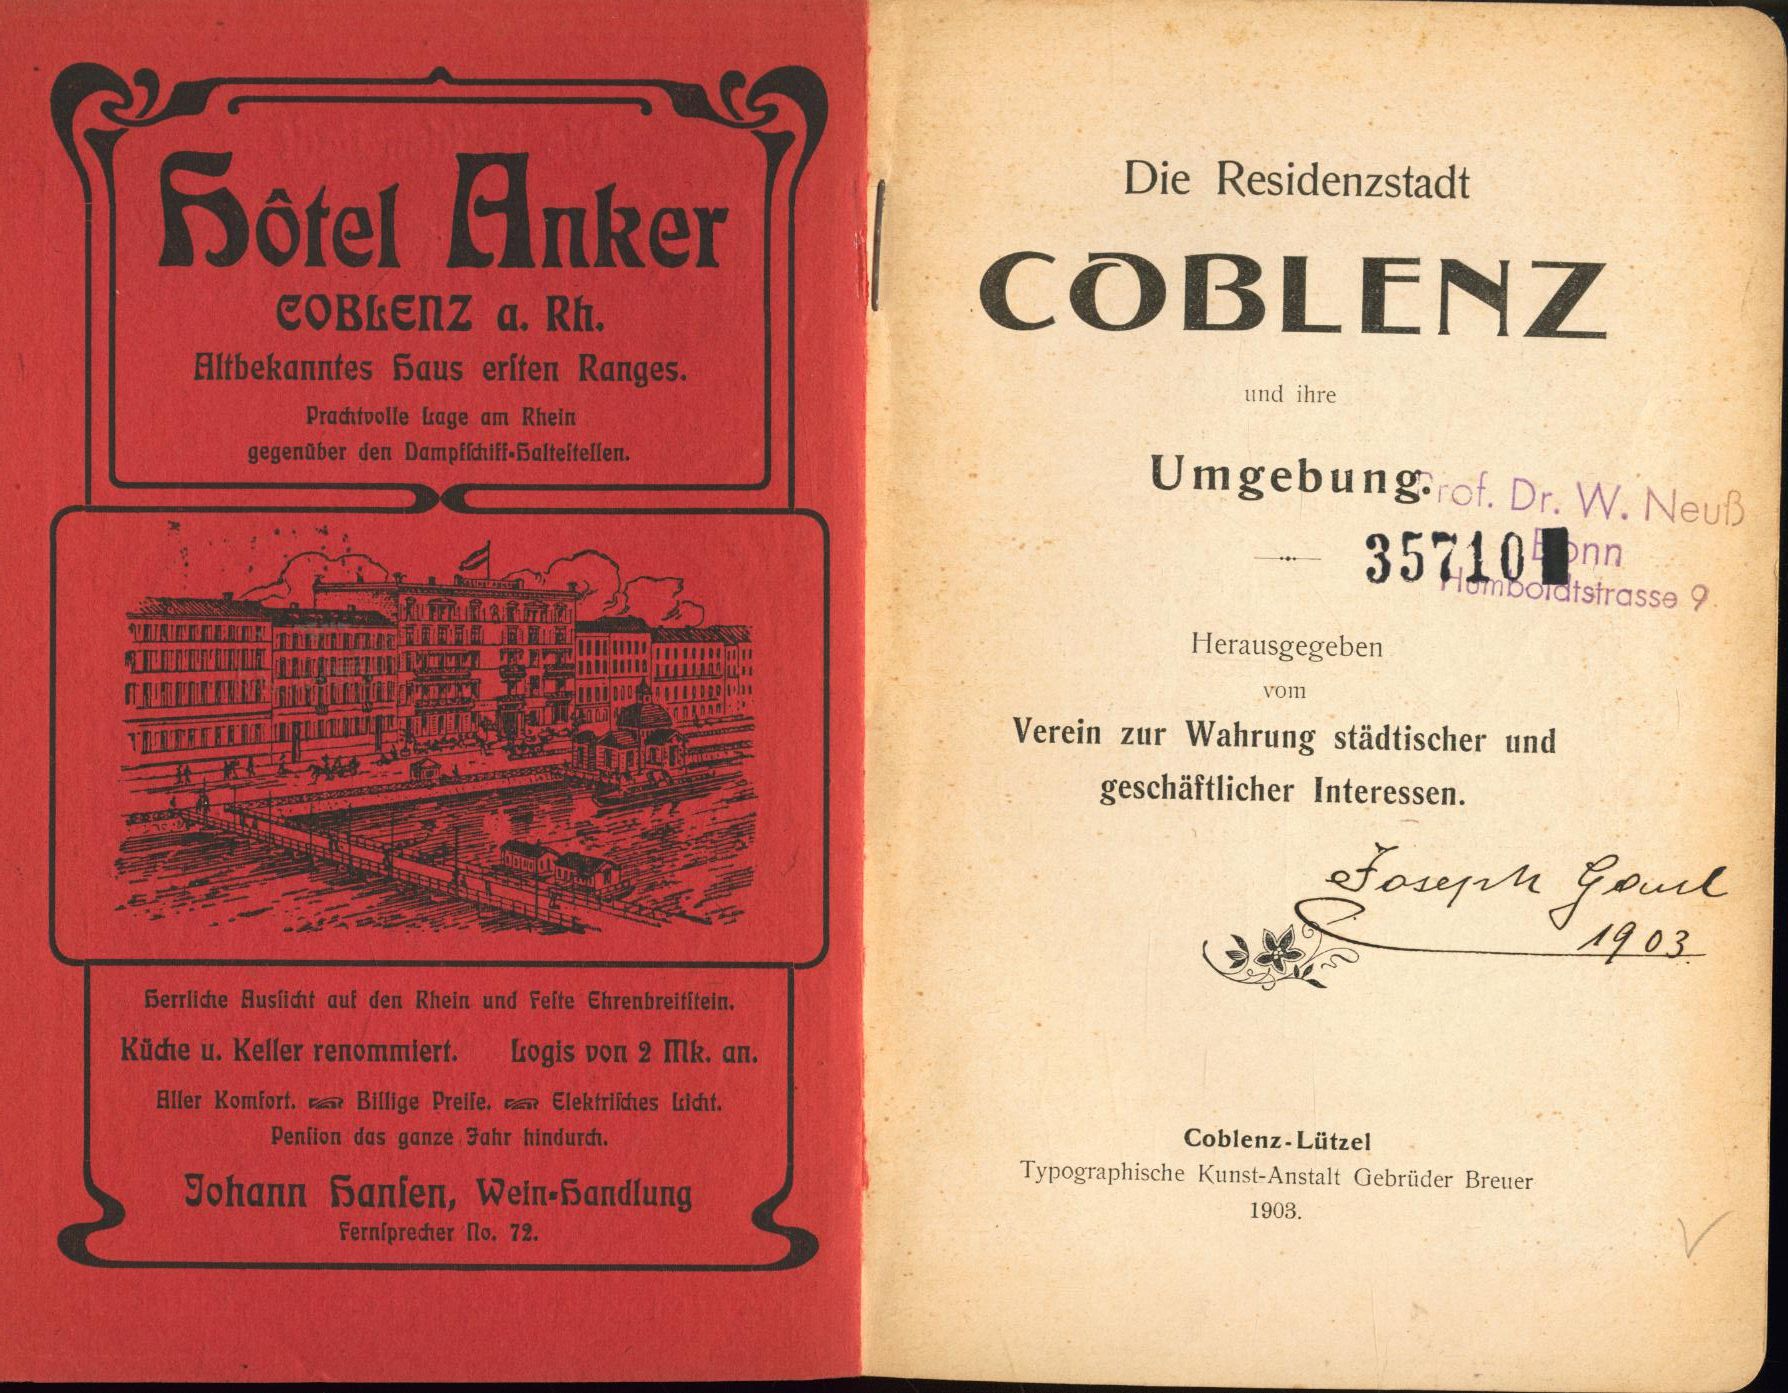 Hôtel Anker
COBLENZ a. Rh.
Altbekanntes Haus erſten Ranges.
Prachtvolle Lage am Rhein
gegenüber den Dampfſchiff-Halteſtellen.
Herrliche Ausſicht auf den Rhein und Feſte Ehrenbreitſtein.
Küche u. Keller renommiert. Logis von 2 Mk. an.
Aller Komfort. Billige Preiſe. Elektriſches Licht.
Penſion das ganze Jahr hindurch.
Johann Hanſen, Wein-Handlung
Fernſprecher No. 72.
Die Residenzstadt
COBLENZ
und ihre
Umgebung.
Prof. Dr. W. Neuß
Bonn
Humboldtstrasse 9
35710
Herausgegeben
vom
Verein zur Wahrung städtischer und
geschäftlicher Interessen.
Joseph
1903.
Coblenz-Lützel
Typographische Kunst-Anstalt Gebrüder Breuer
1903.